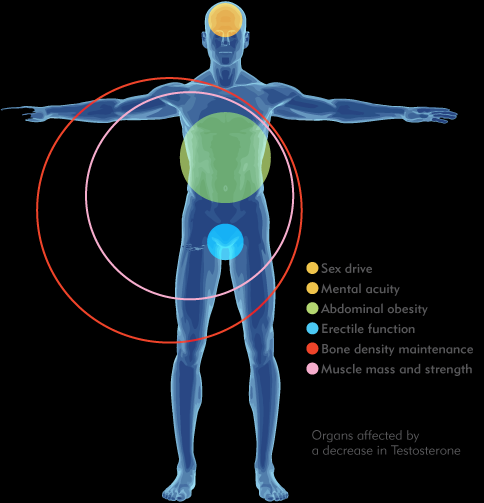 Sex drive
Mental acuity
Abdominal obesity
Erectile function
Bone density maintenance
Muscle mass and strength
Organs affected by
a decrease in Testosterone